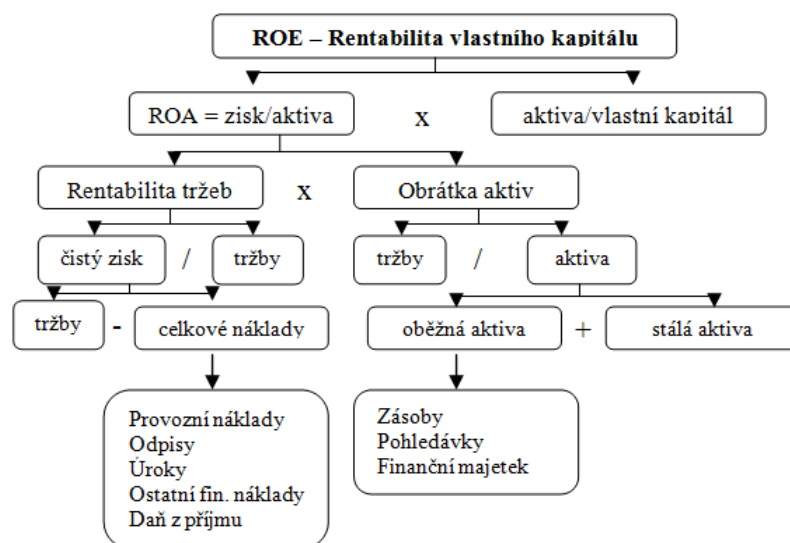 ROE – Rentabilita vlastního kapitálu
ROA = zisk/aktiva x aktiva/vlastní kapitál
Rentabilita tržeb x Obrátka aktiv
čistý zisk / tržby tržby / aktiva
tržby - celkové náklady oběžná aktiva + stálá aktiva
Provozní náklady
Odpisy
Úroky
Ostatní fin. náklady
Daň z příjmu
Zásoby
Pohledávky
Finanční majetek